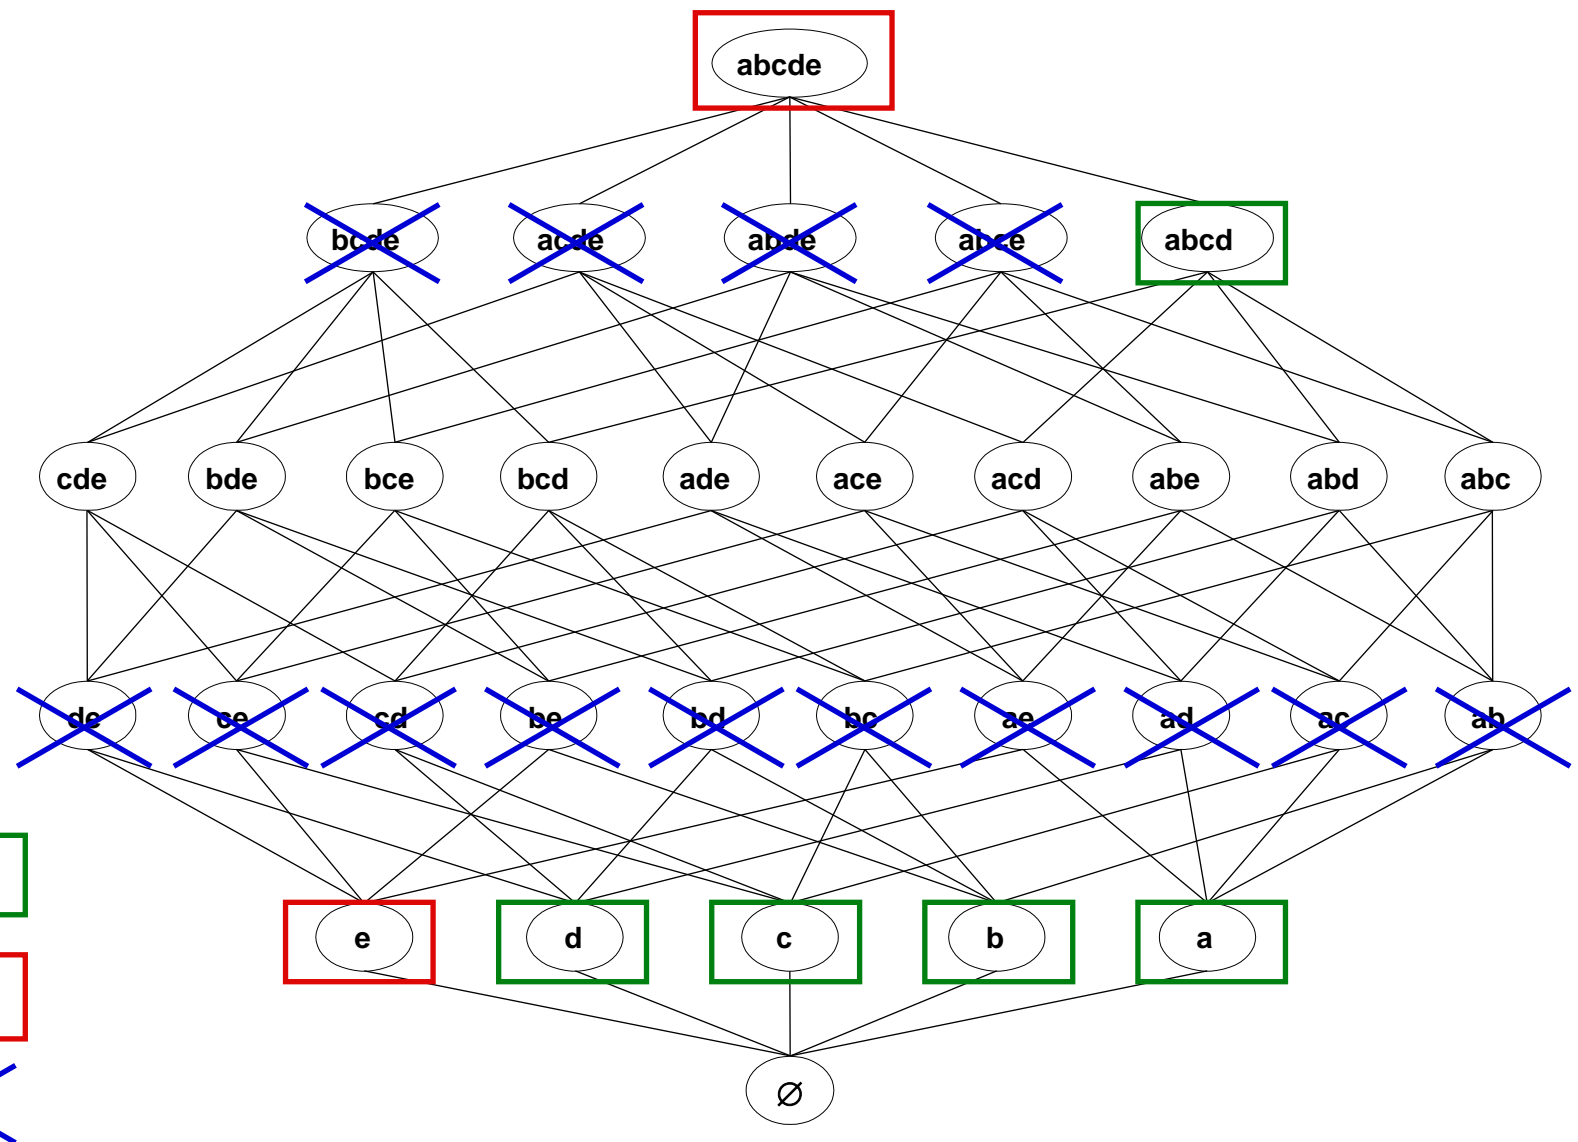 abcde
bcde acde abde abce abcd
cde bde bce bcd ade ace acd abe abd abc
de ce cd be bd bc ae ad ac ab
e d c b a
∅